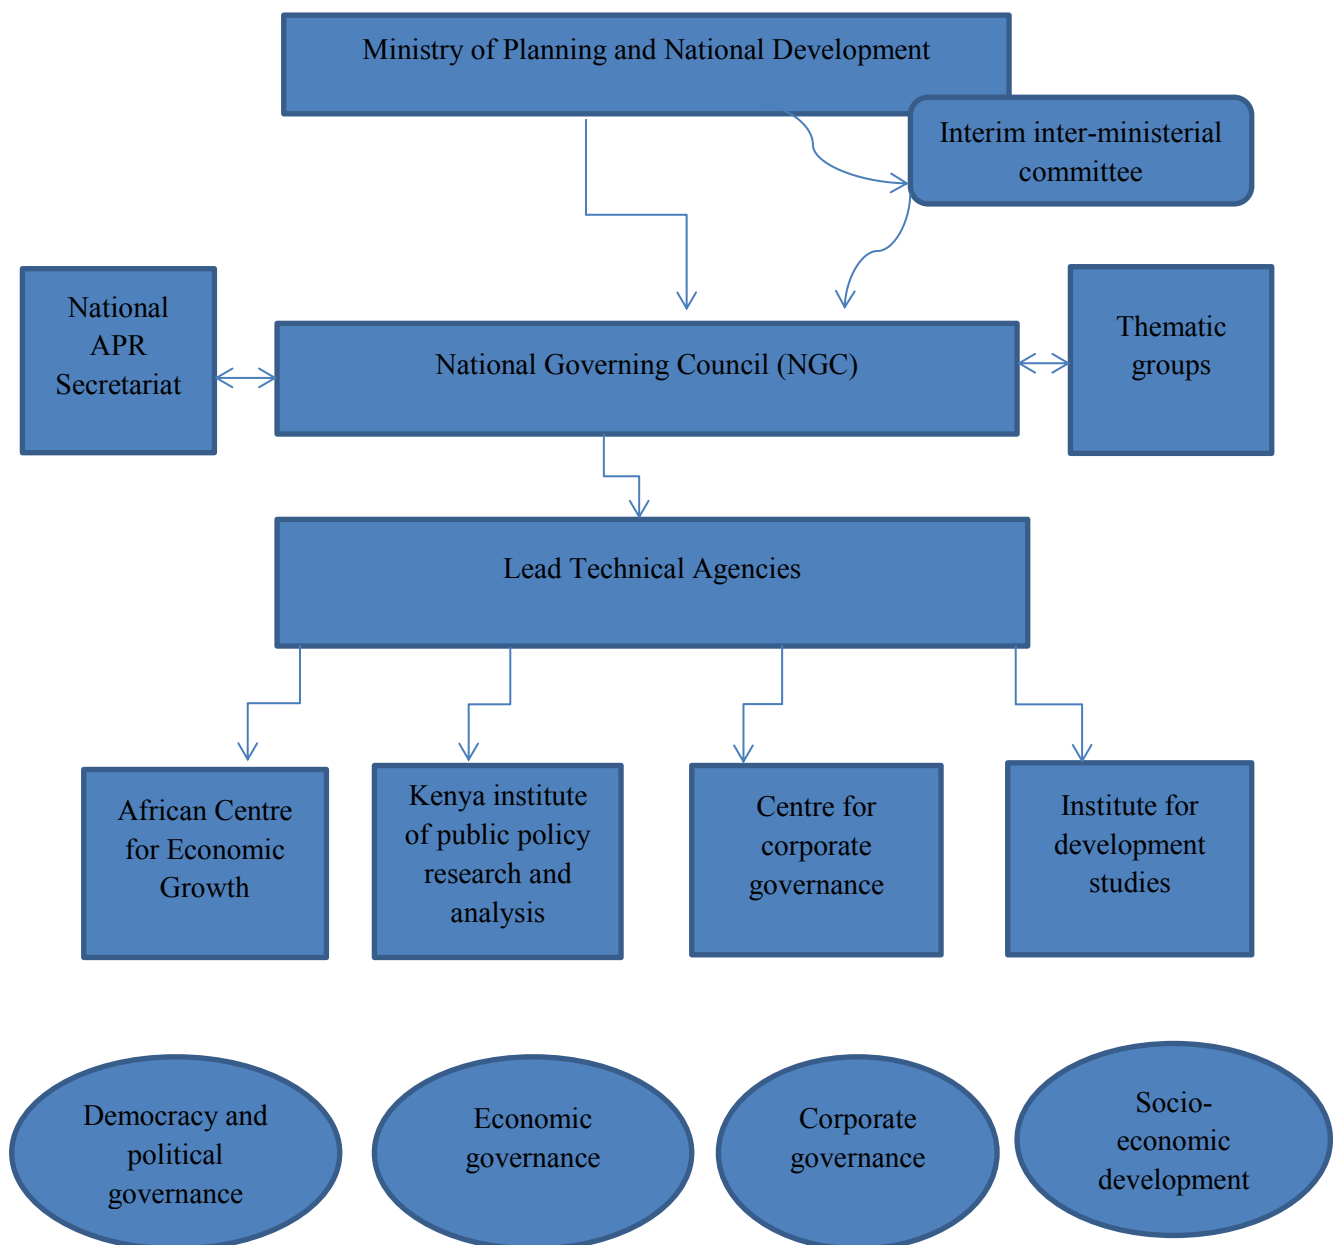 Ministry of Planning and National Development
Interim inter-ministerial
committee
National
APR
Secretariat
National Governing Council (NGC)
Thematic
groups
Lead Technical Agencies
African Centre
for Economic
Growth
Kenya institute
of public policy
research and
analysis
Centre for
corporate
governance
Institute for
development
studies
Democracy and
political
governance
Economic
governance
Corporate
governance
Socio-
economic
development